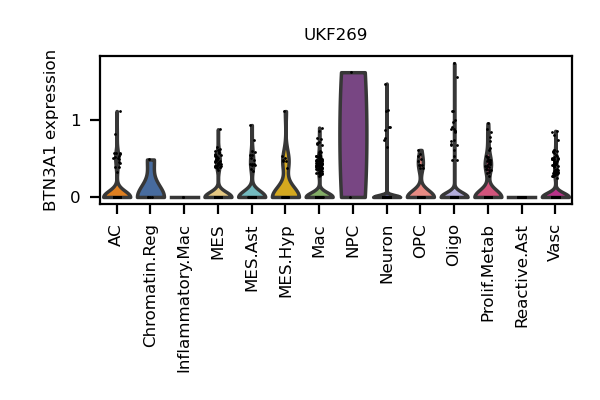 UKF269
BTN3A1 expression
1
0
AC
Chromatin.Reg
Inflammatory.Mac
MES
MES.Ast
MES.Hyp
Mac
NPC
Neuron
OPC
Oligo
Prolif.Metab
Reactive.Ast
Vasc